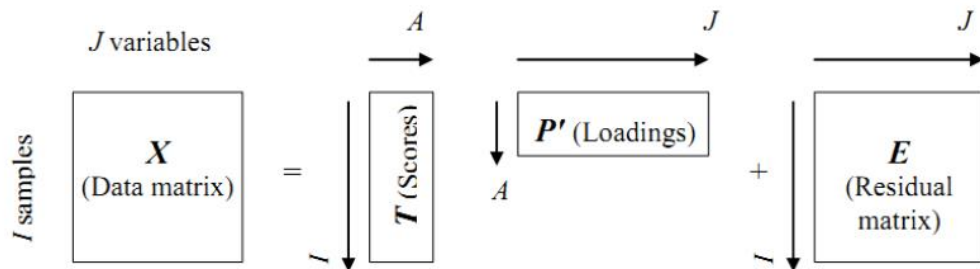 A
J
J
J variables
I samples
X
(Data matrix)
=
I
T (Scores)
A
P′ (Loadings)
+
I
E
(Residual
matrix)